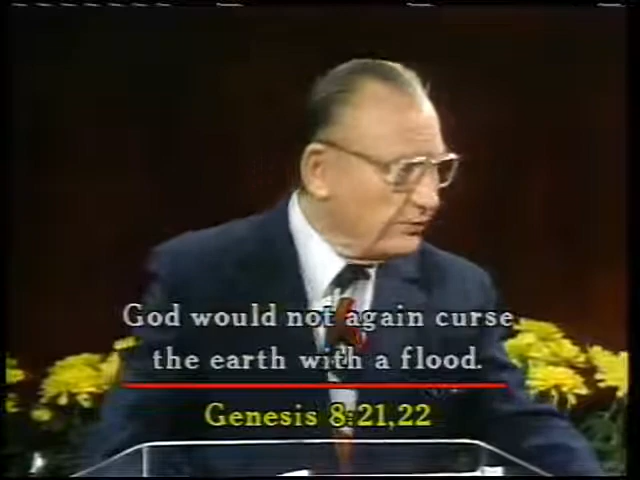 God would not again curse
the earth with a flood.
Genesis 8:21,22